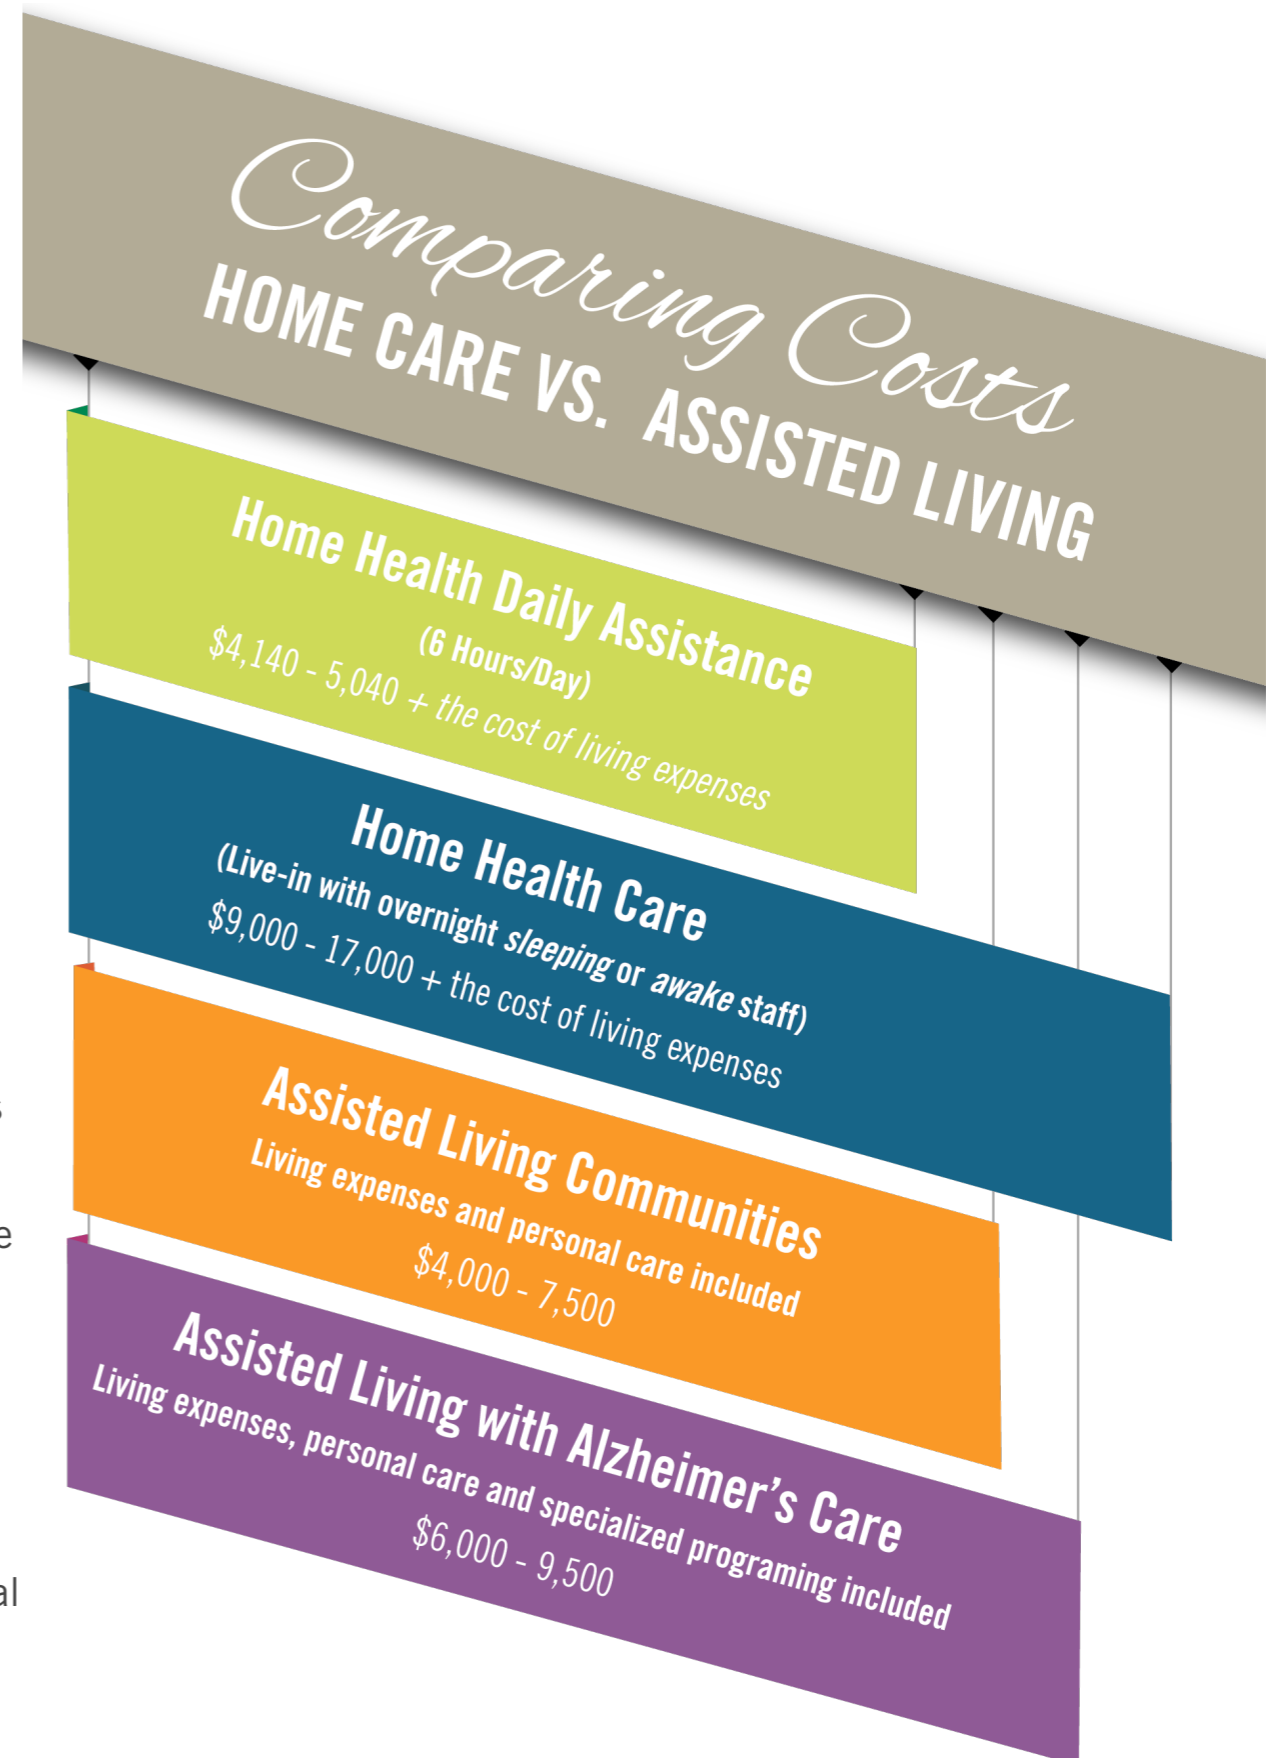 Comparing Costs
HOME CARE VS. ASSISTED LIVING
Home Health Daily Assistance
(6 Hours/Day)
$4,140 - 5,040 + the cost of living expenses
Home Health Care
(Live-in with overnight sleeping or awake staff)
$9,000 - 17,000 + the cost of living expenses
Assisted Living Communities
Living expenses and personal care included
$4,000 - 7,500
Assisted Living with Alzheimer's Care
Living expenses, personal care and specialized programing included
$6,000 - 9,500